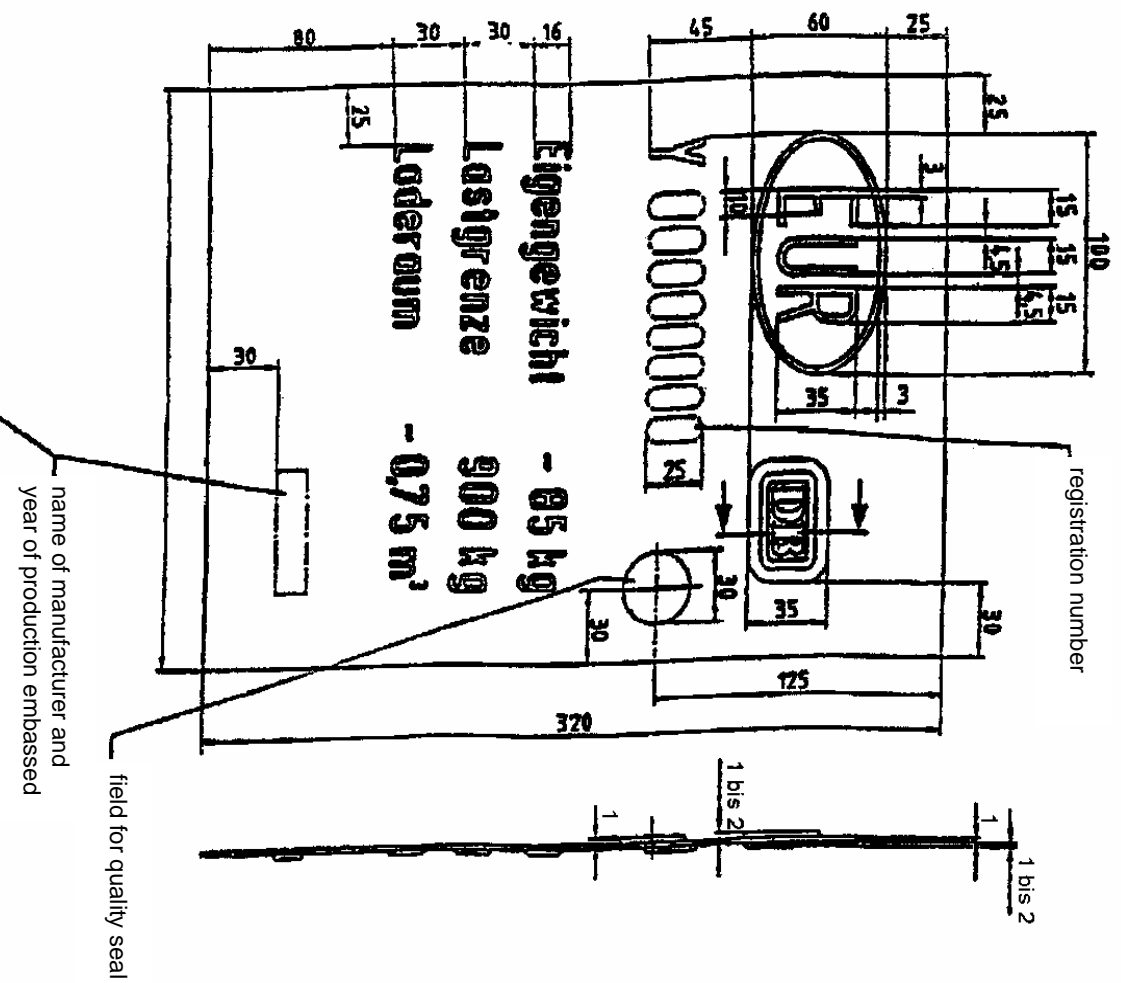 80 30 30 16 45 60 25
100
15 15 15
4,5 4,5
25
3
EUR
35 3
registration number
DB
35
30
10
Y
25
30
30
125
320
Eigengewicht - 85 kg
Lastgrenze 900 kg
Laderaum - 0,75 m³
25
30
name of manufacturer and
year of production embassed
field for quality seal
1 bis 2
1
1
1 bis 2